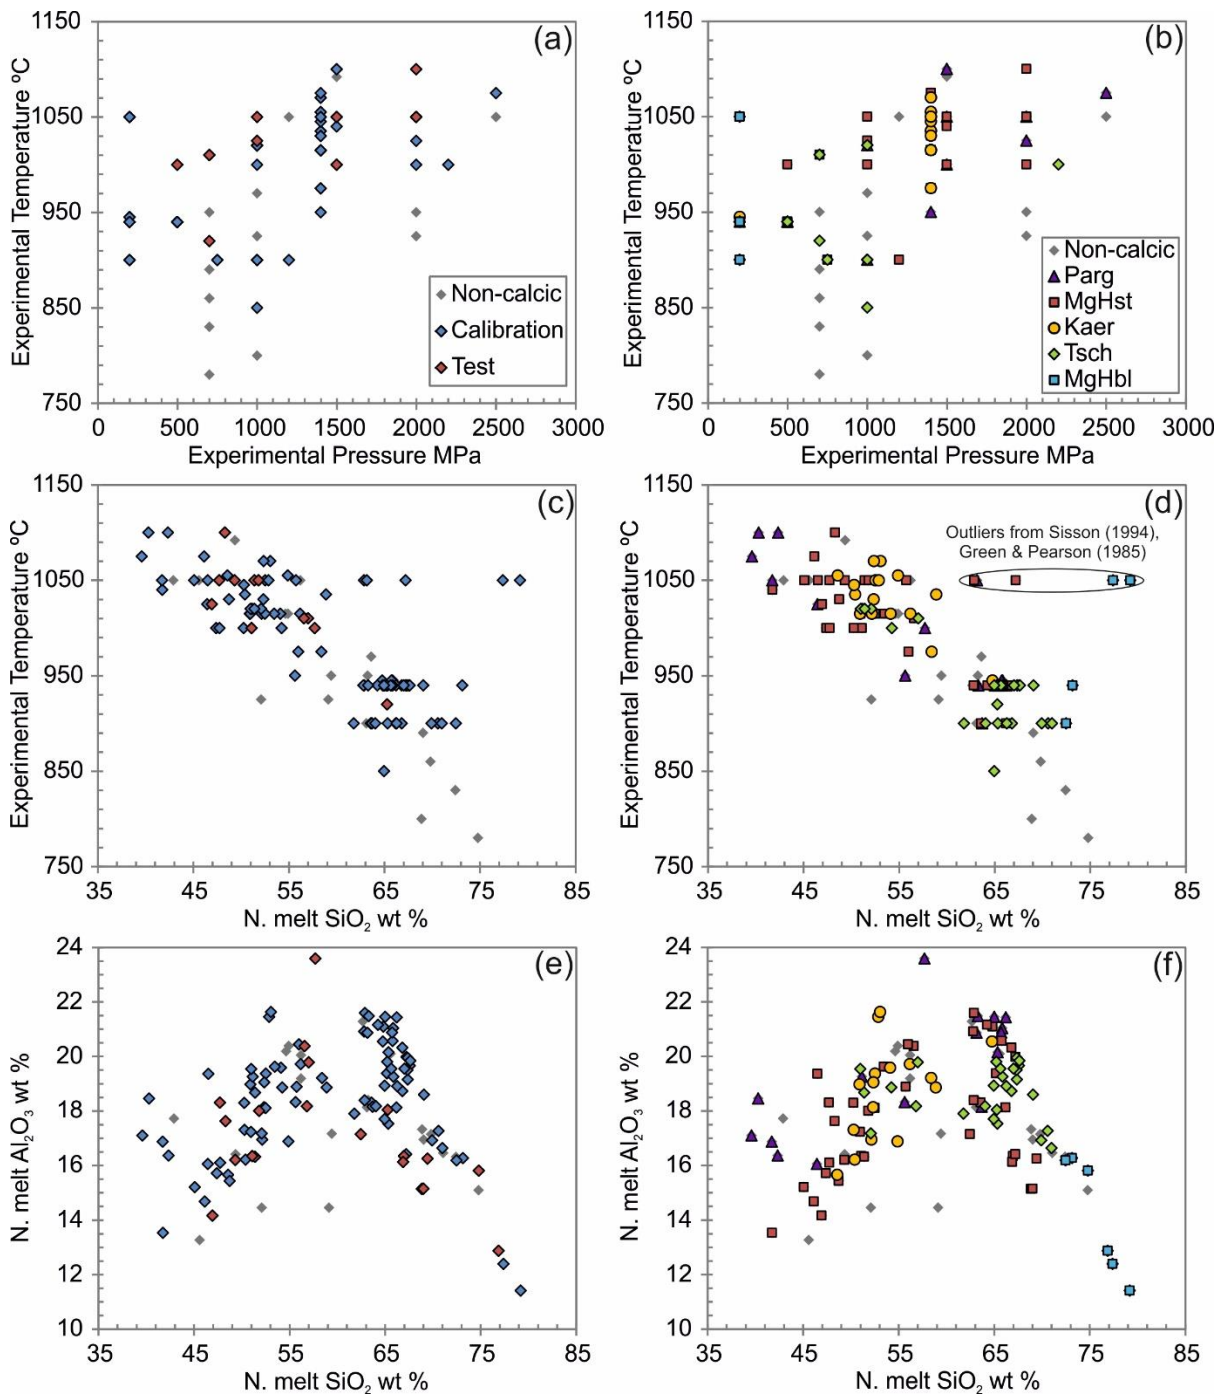 (a)
Experimental Temperature ºC
1150
1050
950
850
750
Non-calcic
Calibration
Test
0 500 1000 1500 2000 2500 3000
Experimental Pressure MPa
(b)
Experimental Temperature ºC
1150
1050
950
850
750
Non-calcic
Parg
MgHst
Kaer
Tsch
MgHbl
0 500 1000 1500 2000 2500 3000
Experimental Pressure MPa
(c)
Experimental Temperature ºC
1150
1050
950
850
750
35 45 55 65 75 85
N. melt SiO₂ wt %
(d)
Experimental Temperature ºC
1150
1050
950
850
750
Outliers from Sisson (1994),
Green & Pearson (1985)
35 45 55 65 75 85
N. melt SiO₂ wt %
(e)
N. melt Al₂O₃ wt %
24
22
20
18
16
14
12
10
35 45 55 65 75 85
N. melt SiO₂ wt %
(f)
N. melt Al₂O₃ wt %
24
22
20
18
16
14
12
10
35 45 55 65 75 85
N. melt SiO₂ wt %